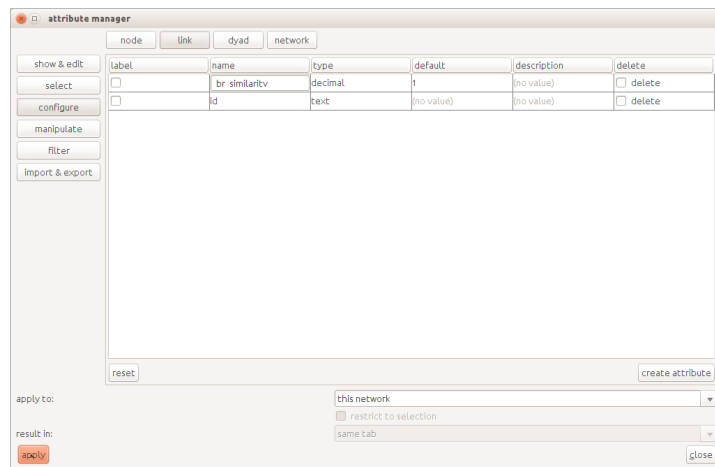 attribute manager
node link dyad network
show & edit
select
configure
manipulate
filter
import & export
label name type default description delete
br_similarity decimal 1 (no value) delete
id text (no value) (no value) delete
reset create attribute
apply to: this network
restrict to selection
result in: same tab
apply close